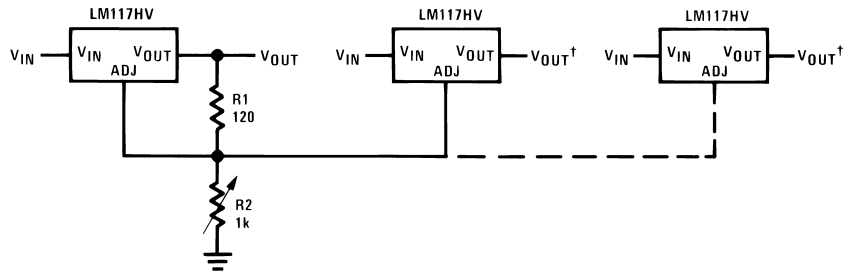 LM117HV LM117HV LM117HV
VIN VIN VOUT VOUT VIN VIN VOUT VOUT† VIN VIN VOUT VOUT†
ADJ ADJ ADJ
R1
120
R2
1k